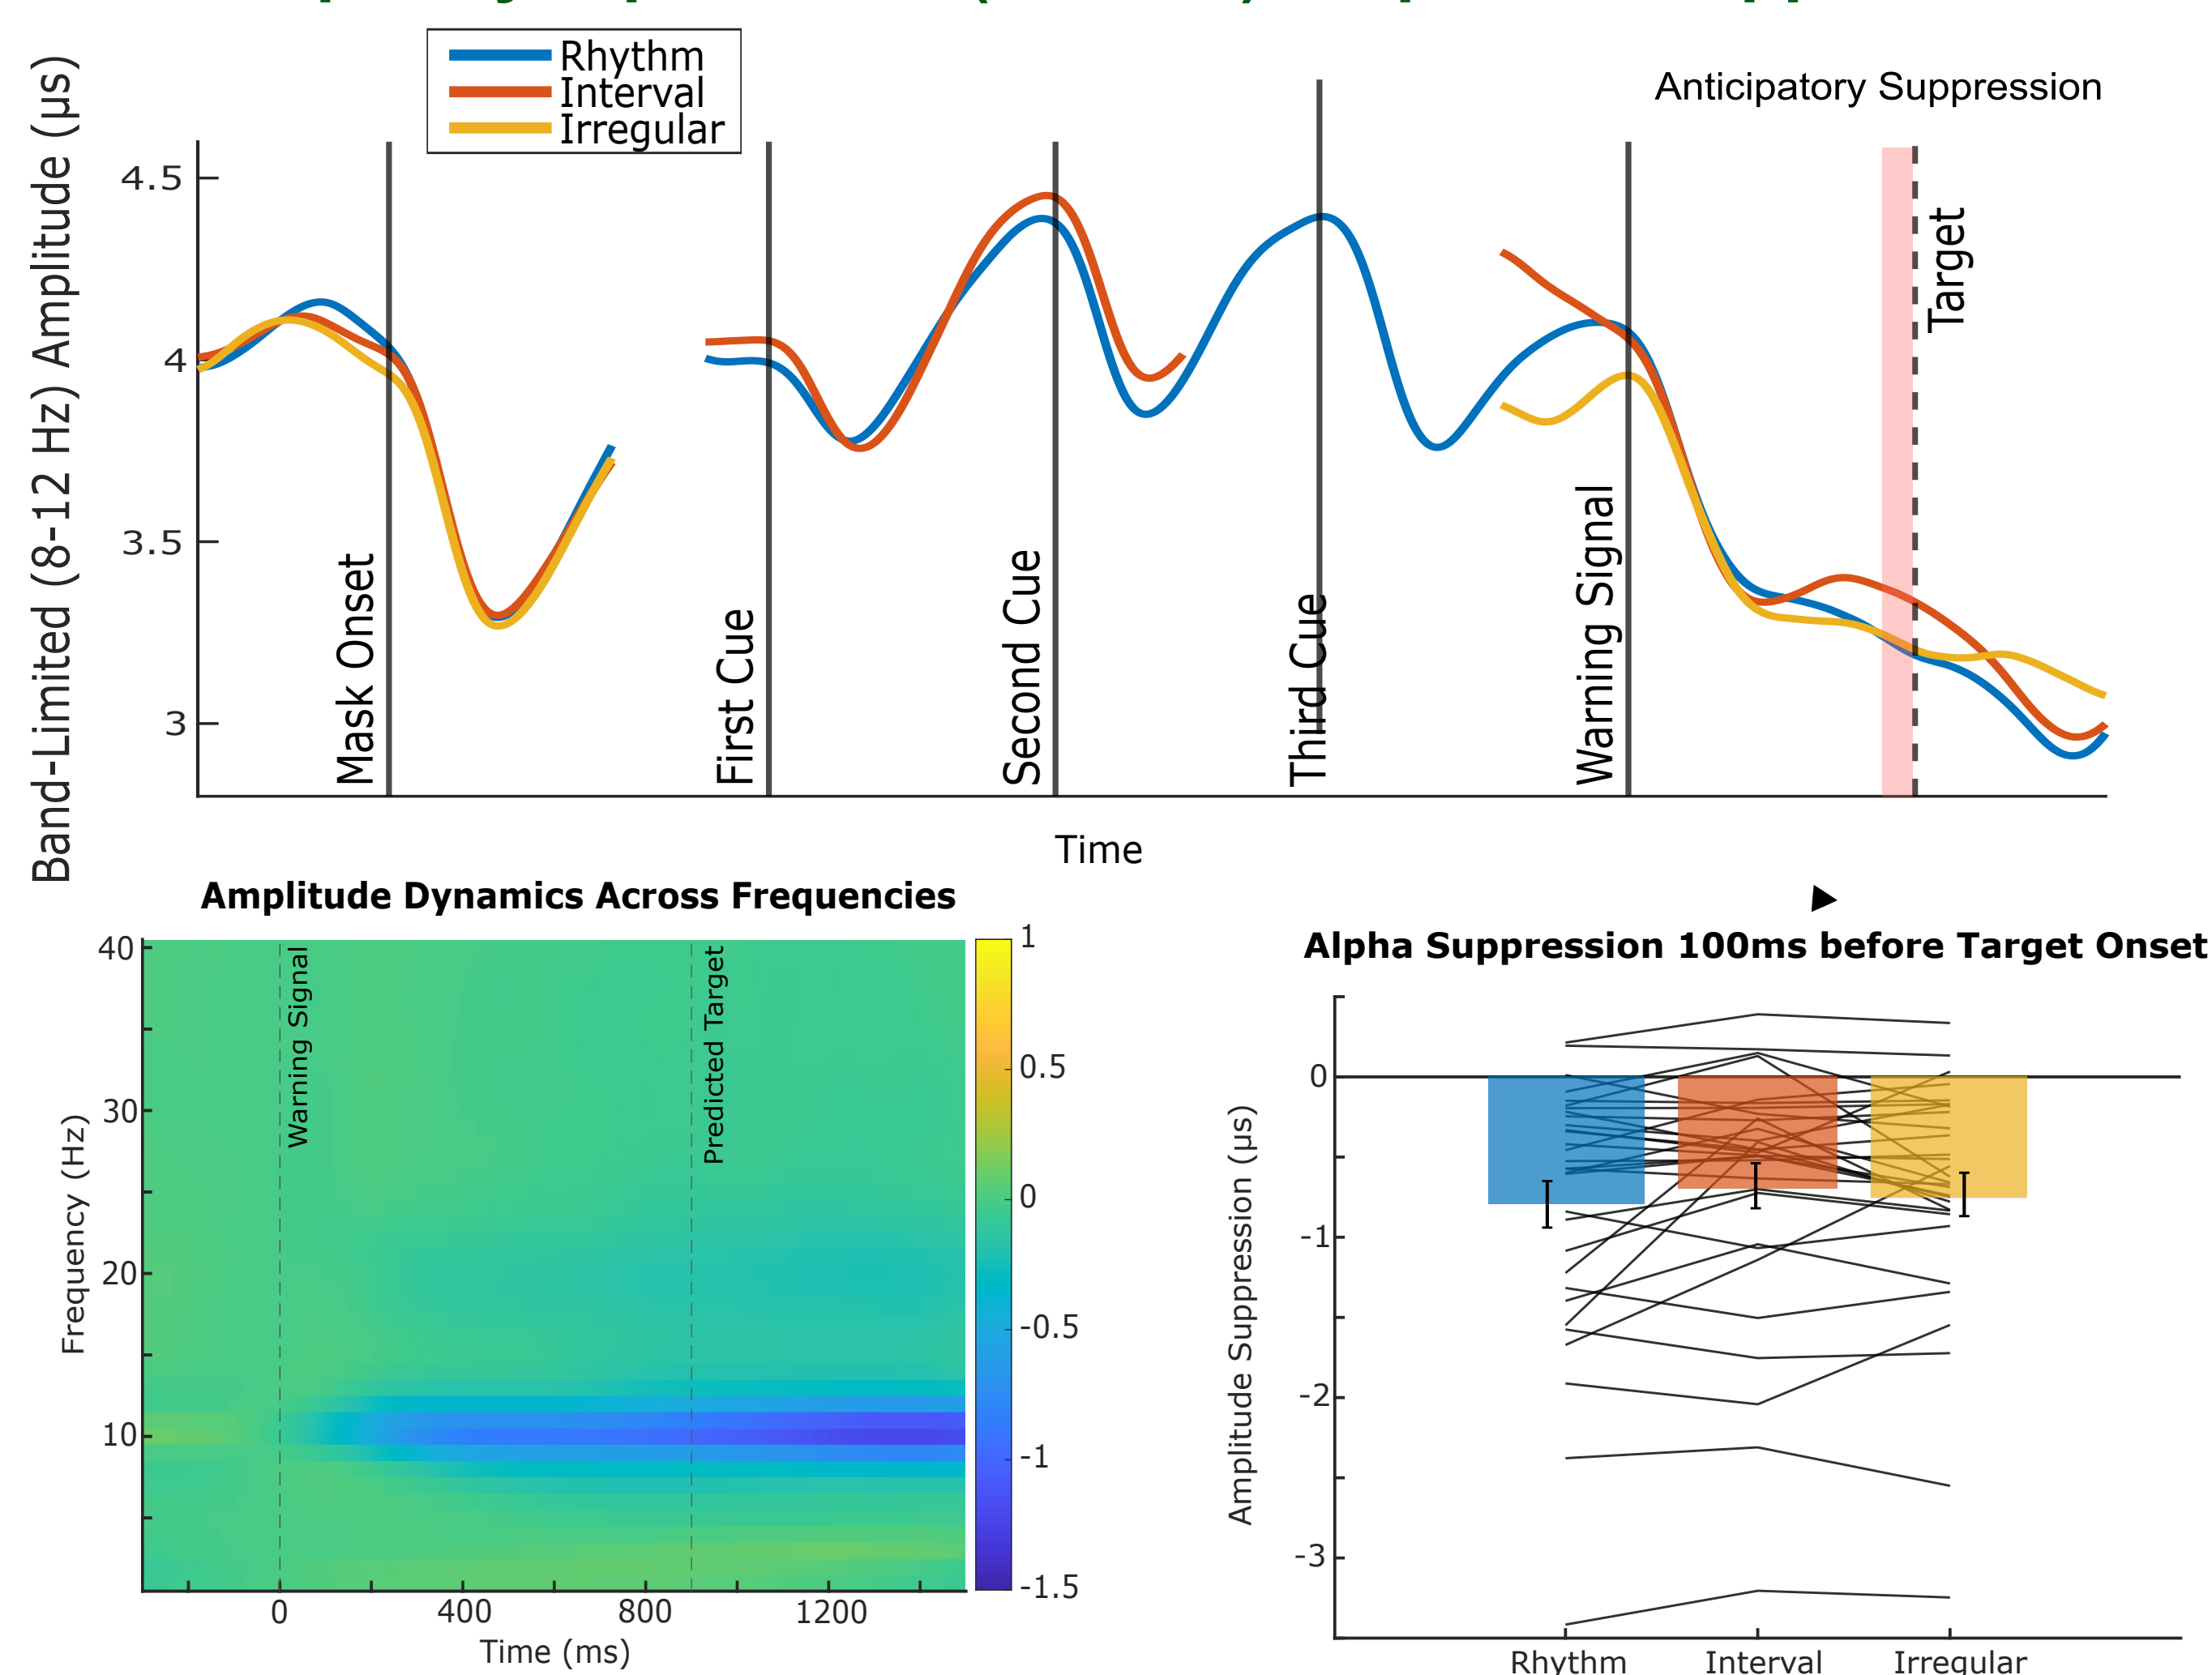 Rhythm
Interval
Irregular
Anticipatory Suppression
Band-Limited (8-12 Hz) Amplitude (µs)
4.5
4
3.5
3
Mask Onset
First Cue
Second Cue
Third Cue
Warning Signal
Target
Time
Amplitude Dynamics Across Frequencies
40
30
20
10
Frequency (Hz)
Warning Signal
Predicted Target
0
400
800
1200
Time (ms)
1
0.5
0
-0.5
-1
-1.5
Alpha Suppression 100ms before Target Onset
Amplitude Suppression (µs)
0
-1
-2
-3
Rhythm
Interval
Irregular